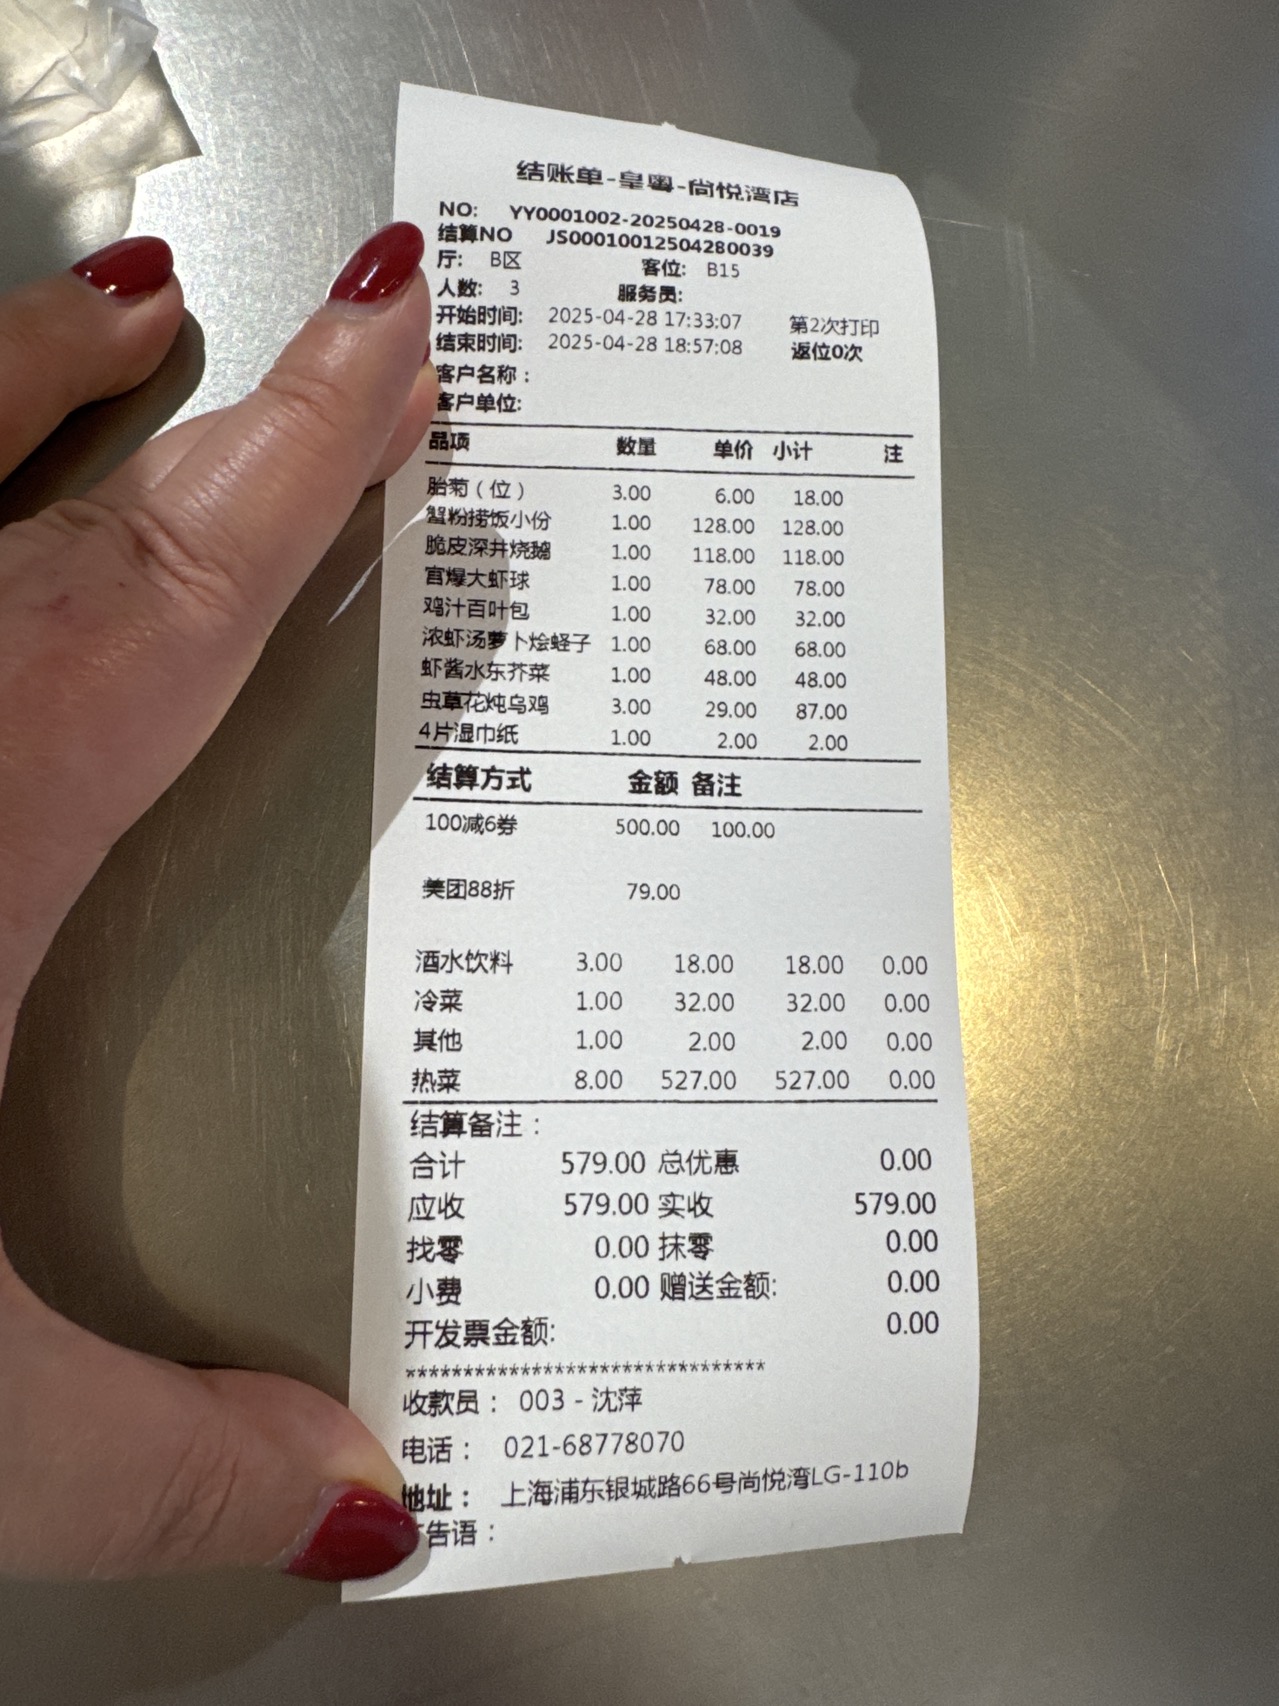 结账单-皇粤-尚悦湾店
NO: YY0001002-20250428-0019
结算NO JS00010012504280039
厅: B区 客位: B15
人数: 3 服务员:
开始时间: 2025-04-28 17:33:07 第2次打印
结束时间: 2025-04-28 18:57:08 返位0次
客户名称：
客户单位:
品项 数量 单价 小计 注
胎菊（位） 3.00 6.00 18.00
蟹粉捞饭小份 1.00 128.00 128.00
脆皮深井烧鹅 1.00 118.00 118.00
宫爆大虾球 1.00 78.00 78.00
鸡汁百叶包 1.00 32.00 32.00
浓虾汤萝卜烩蛏子 1.00 68.00 68.00
虾酱水东芥菜 1.00 48.00 48.00
虫草花炖乌鸡 3.00 29.00 87.00
4片湿巾纸 1.00 2.00 2.00
结算方式 金额 备注
100减6券 500.00 100.00
美团88折 79.00
酒水饮料 3.00 18.00 18.00 0.00
冷菜 1.00 32.00 32.00 0.00
其他 1.00 2.00 2.00 0.00
热菜 8.00 527.00 527.00 0.00
结算备注：
合计 579.00 总优惠 0.00
应收 579.00 实收 579.00
找零 0.00 抹零 0.00
小费 0.00 赠送金额: 0.00
开发票金额: 0.00
*******************************
收款员： 003 - 沈萍
电话： 021-68778070
地址： 上海浦东银城路66号尚悦湾LG-110b
告语：